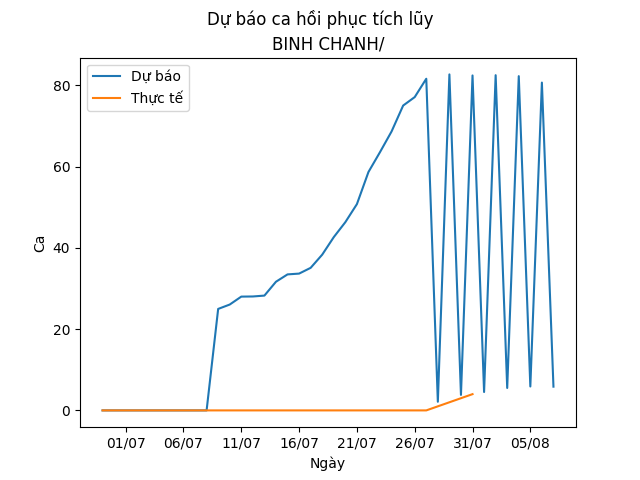 Dự báo ca hồi phục tích lũy
BINH CHANH/
Dự báo
Thực tế
80
60
40
20
0
Ca
01/07 06/07 11/07 16/07 21/07 26/07 31/07 05/08
Ngày